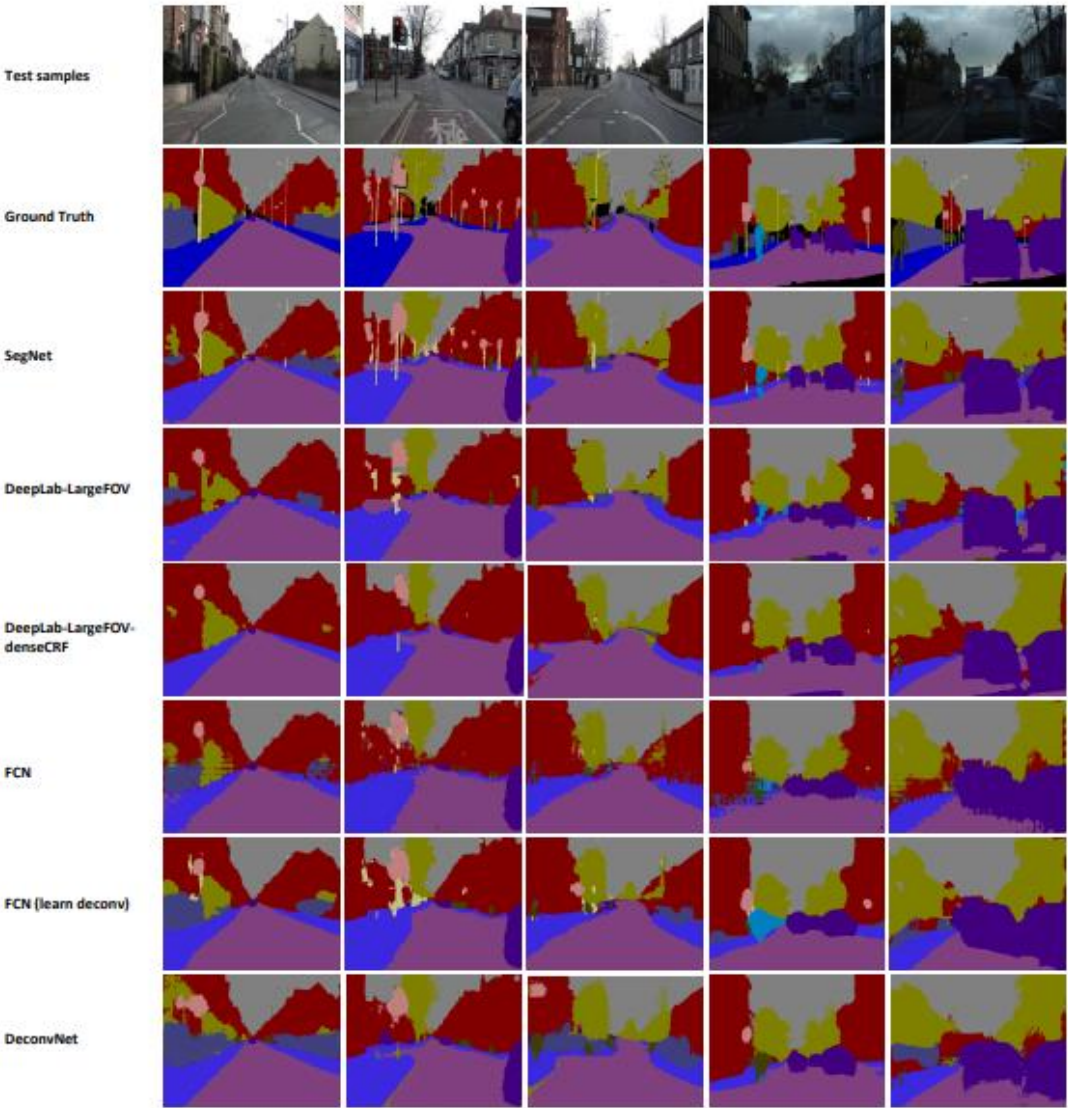 Test samples
Ground Truth
SegNet
DeepLab-LargeFOV
DeepLab-LargeFOV-
denseCRF
FCN
FCN (learn deconv)
DeconvNet